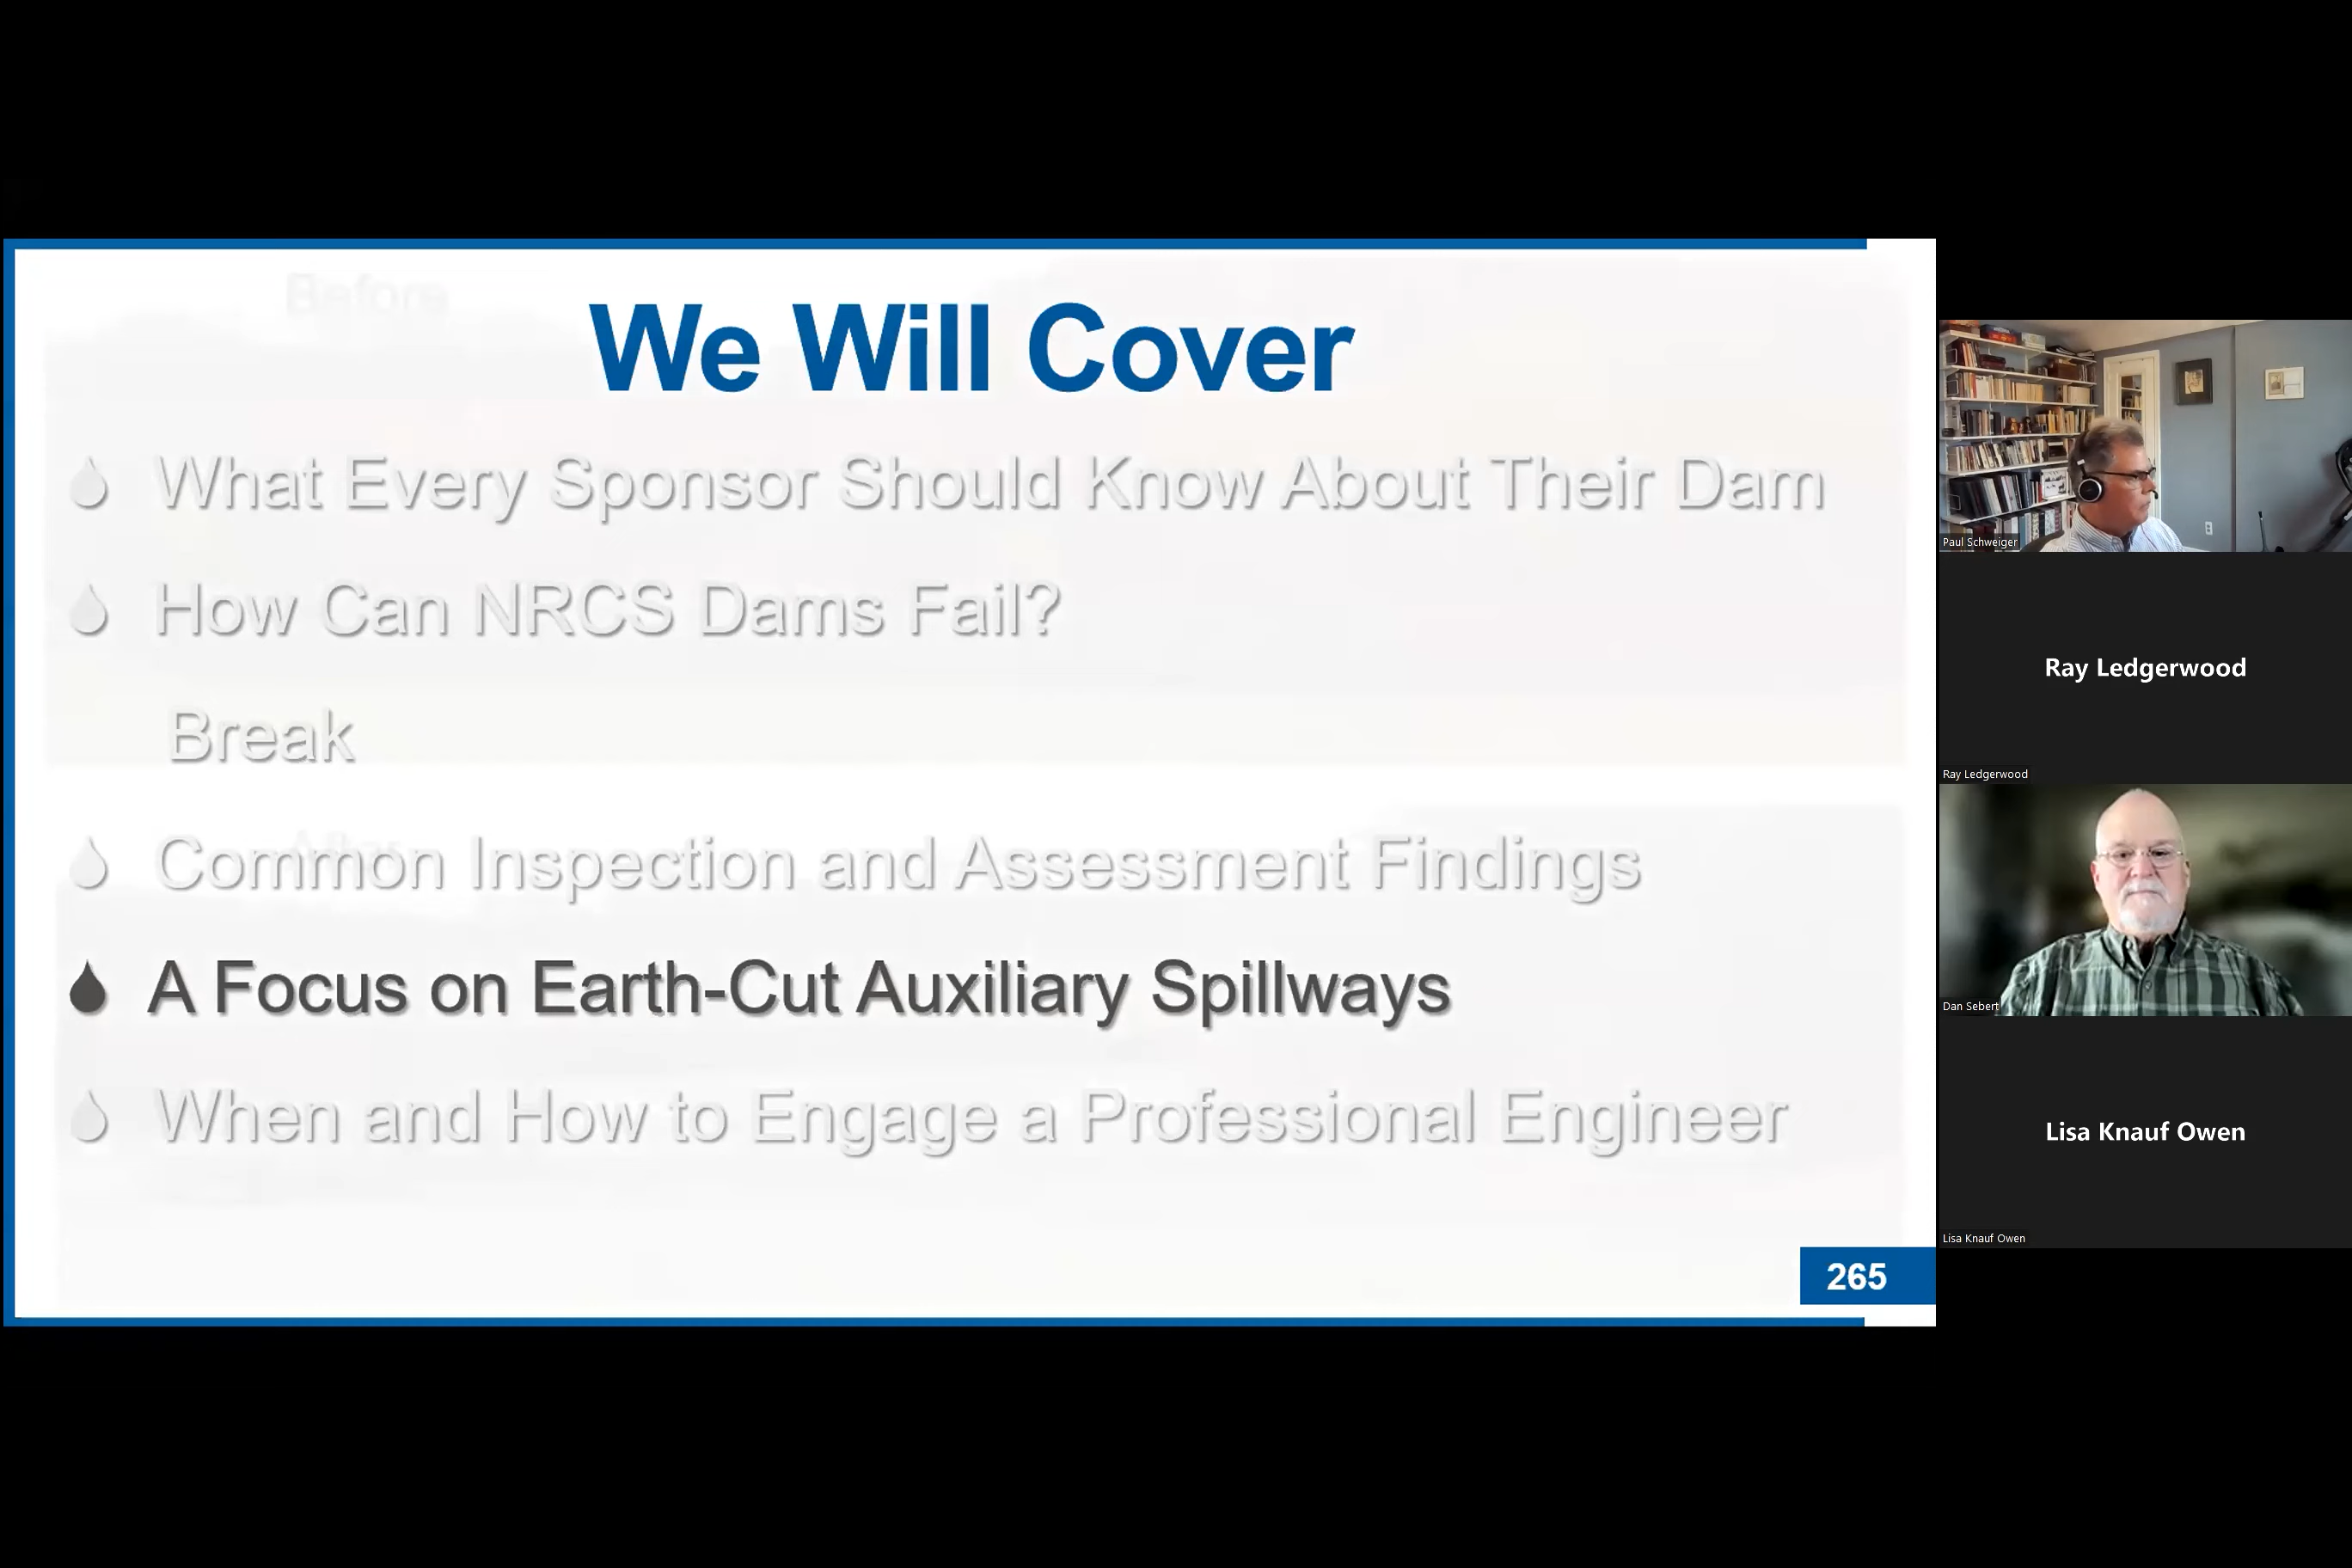 Before
We Will Cover
What Every Sponsor Should Know About Their Dam
How Can NRCS Dams Fail?
Break
Common Inspection and Assessment Findings
A Focus on Earth-Cut Auxiliary Spillways
When and How to Engage a Professional Engineer
265
Paul Schweiger
Ray Ledgerwood
Ray Ledgerwood
Dan Sebert
Lisa Knauf Owen
Lisa Knauf Owen